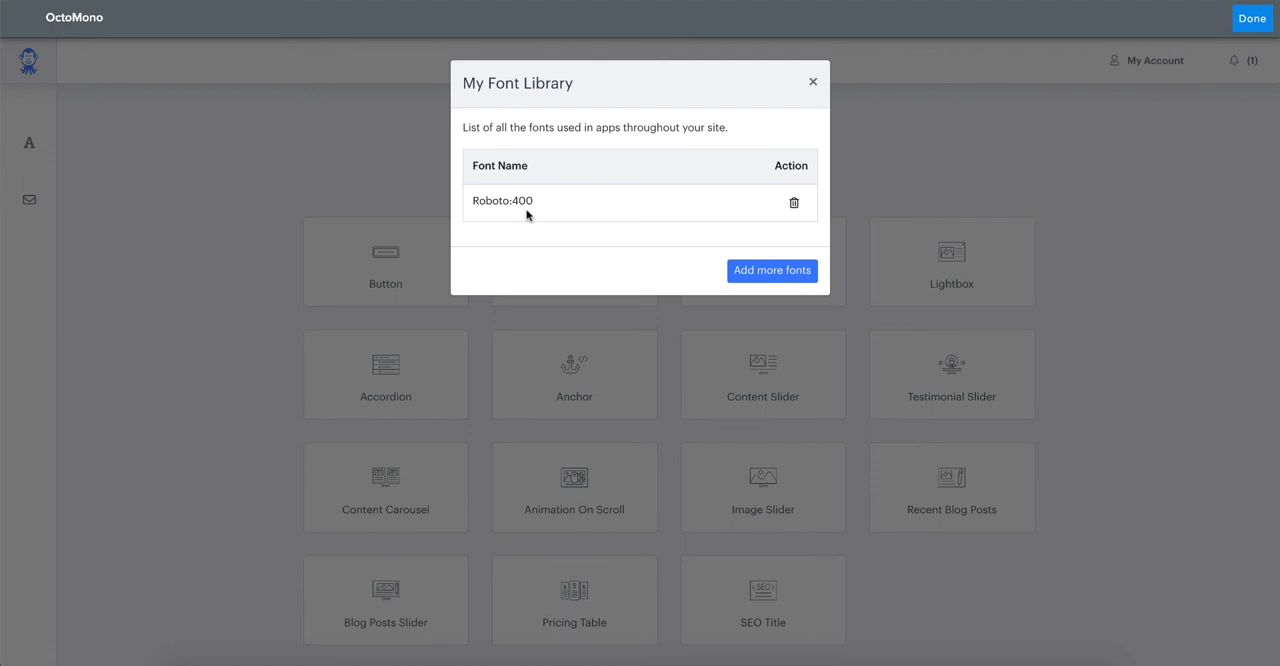 OctoMono
Done
My Account
(1)
My Font Library
×
List of all the fonts used in apps throughout your site.
Font Name Action
Roboto:400
Add more fonts
A
Button
Lightbox
Accordion
Anchor
Content Slider
Testimonial Slider
Content Carousel
Animation On Scroll
Image Slider
Recent Blog Posts
Blog Posts Slider
Pricing Table
<SEO>
SEO Title